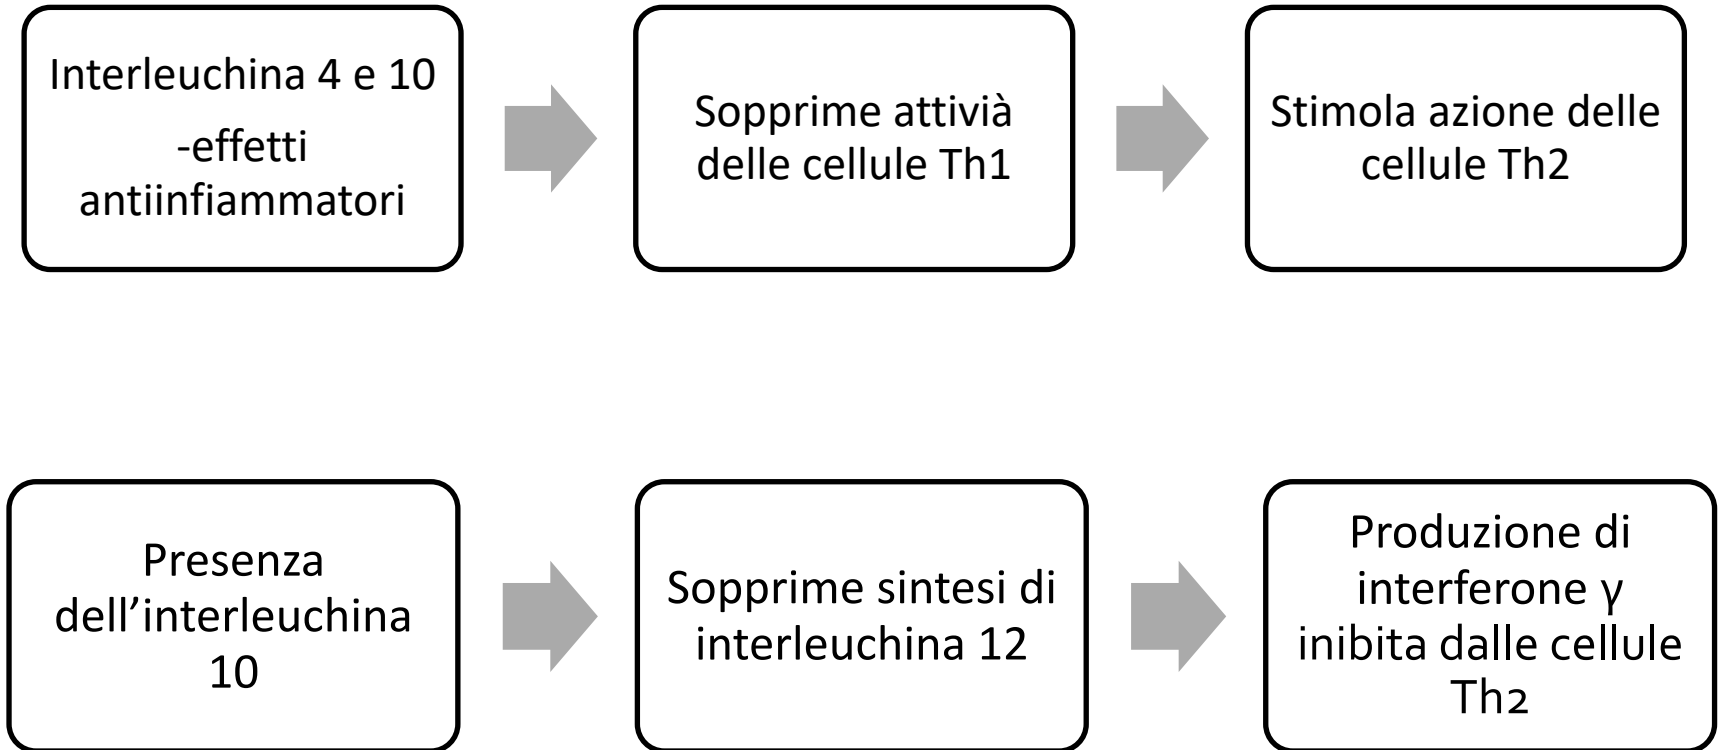 Interleuchina 4 e 10
-effetti
antiinfiammatori
Sopprime attivià
delle cellule Th1
Stimola azione delle
cellule Th2
Presenza
dell’interleuchina
10
Sopprime sintesi di
interleuchina 12
Produzione di
interferone γ
inibita dalle cellule
Th2